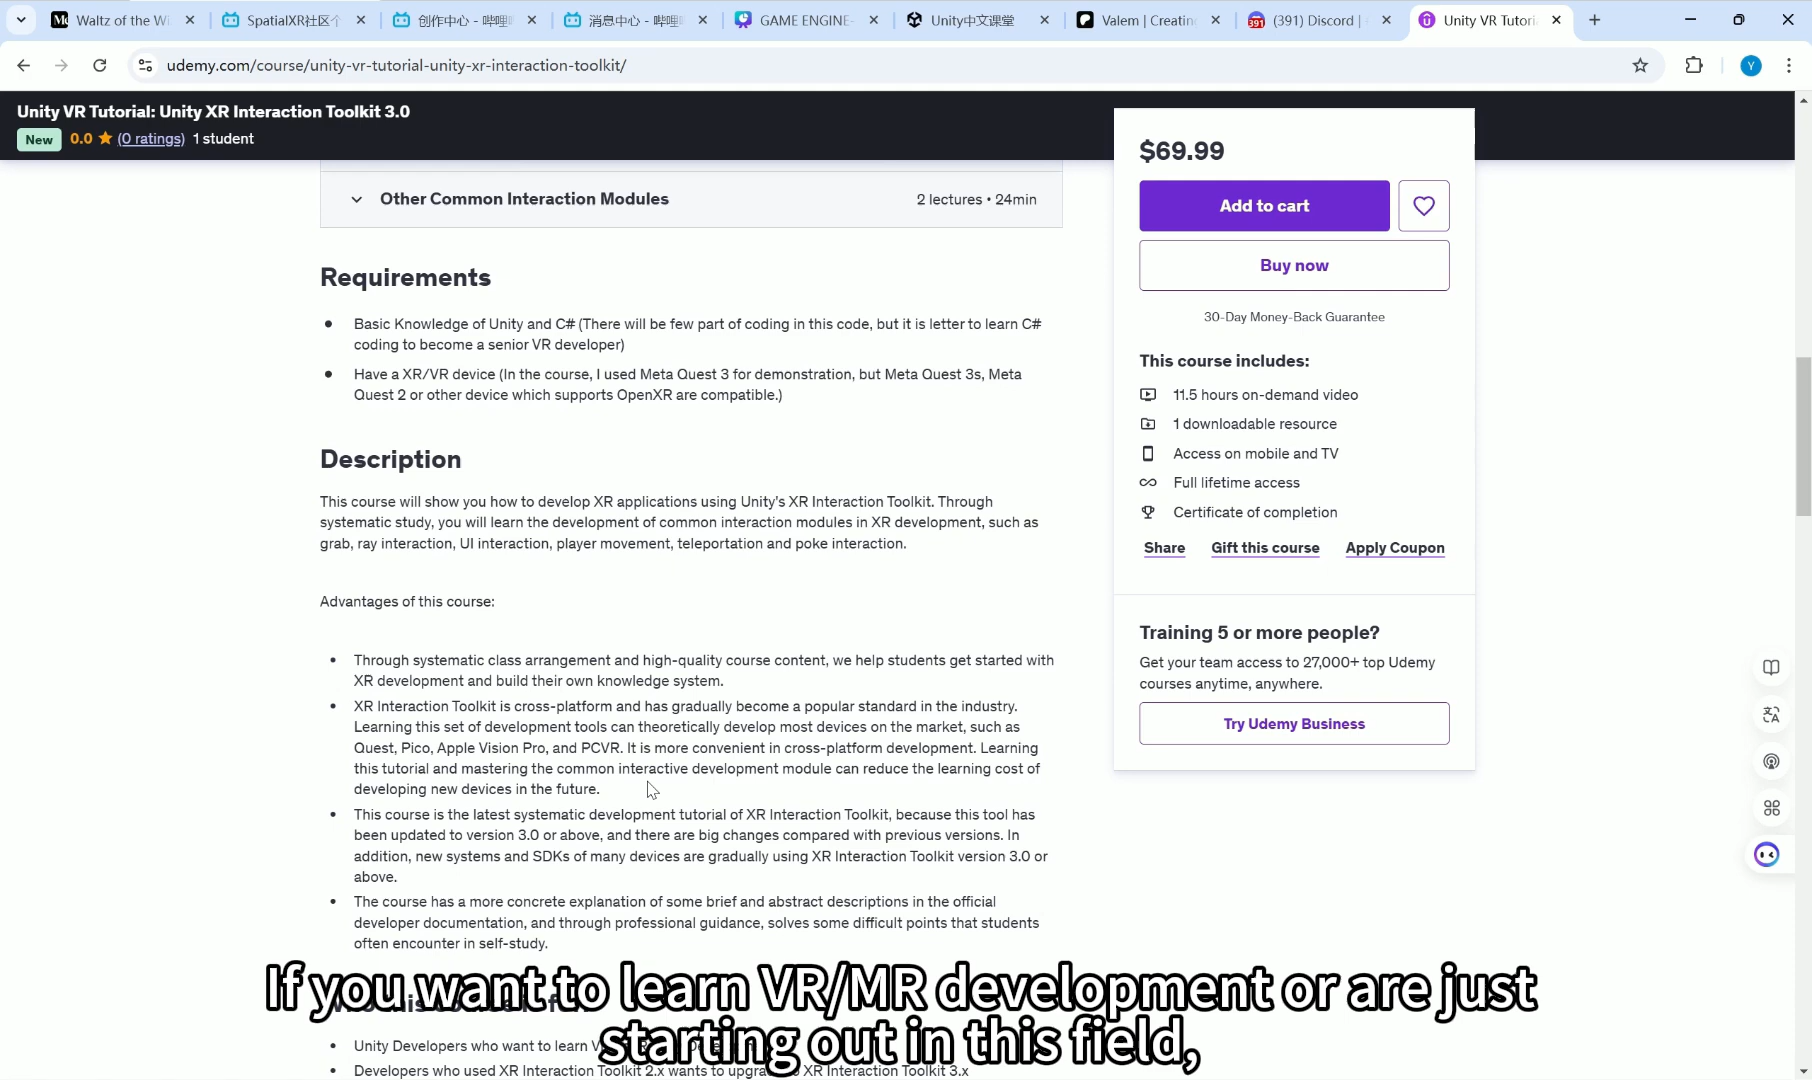 Waltz of the Wi
SpatialXR社区个
创作中心 - 哔哩
消息中心 - 哔哩
GAME ENGINE-
Unity中文课堂
Valem | Creatin
(391) Discord |
Unity VR Tutori
udemy.com/course/unity-vr-tutorial-unity-xr-interaction-toolkit/
Y
Unity VR Tutorial: Unity XR Interaction Toolkit 3.0
New 0.0 (0 ratings) 1 student
Other Common Interaction Modules 2 lectures • 24min
Requirements
Basic Knowledge of Unity and C# (There will be few part of coding in this code, but it is letter to learn C#
coding to become a senior VR developer)
Have a XR/VR device (In the course, I used Meta Quest 3 for demonstration, but Meta Quest 3s, Meta
Quest 2 or other device which supports OpenXR are compatible.)
Description
This course will show you how to develop XR applications using Unity's XR Interaction Toolkit. Through
systematic study, you will learn the development of common interaction modules in XR development, such as
grab, ray interaction, UI interaction, player movement, teleportation and poke interaction.
Advantages of this course:
Through systematic class arrangement and high-quality course content, we help students get started with
XR development and build their own knowledge system.
XR Interaction Toolkit is cross-platform and has gradually become a popular standard in the industry.
Learning this set of development tools can theoretically develop most devices on the market, such as
Quest, Pico, Apple Vision Pro, and PCVR. It is more convenient in cross-platform development. Learning
this tutorial and mastering the common interactive development module can reduce the learning cost of
developing new devices in the future.
This course is the latest systematic development tutorial of XR Interaction Toolkit, because this tool has
been updated to version 3.0 or above, and there are big changes compared with previous versions. In
addition, new systems and SDKs of many devices are gradually using XR Interaction Toolkit version 3.0 or
above.
The course has a more concrete explanation of some brief and abstract descriptions in the official
developer documentation, and through professional guidance, solves some difficult points that students
often encounter in self-study.
Unity Developers who want to learn
Developers who used XR Interaction Toolkit 2.x wants to XR Interaction Toolkit 3.x
$69.99
Add to cart
Buy now
30-Day Money-Back Guarantee
This course includes:
11.5 hours on-demand video
1 downloadable resource
Access on mobile and TV
Full lifetime access
Certificate of completion
Share Gift this course Apply Coupon
Training 5 or more people?
Get your team access to 27,000+ top Udemy
courses anytime, anywhere.
Try Udemy Business
If you want to learn VR/MR development or are just
starting out in this field,